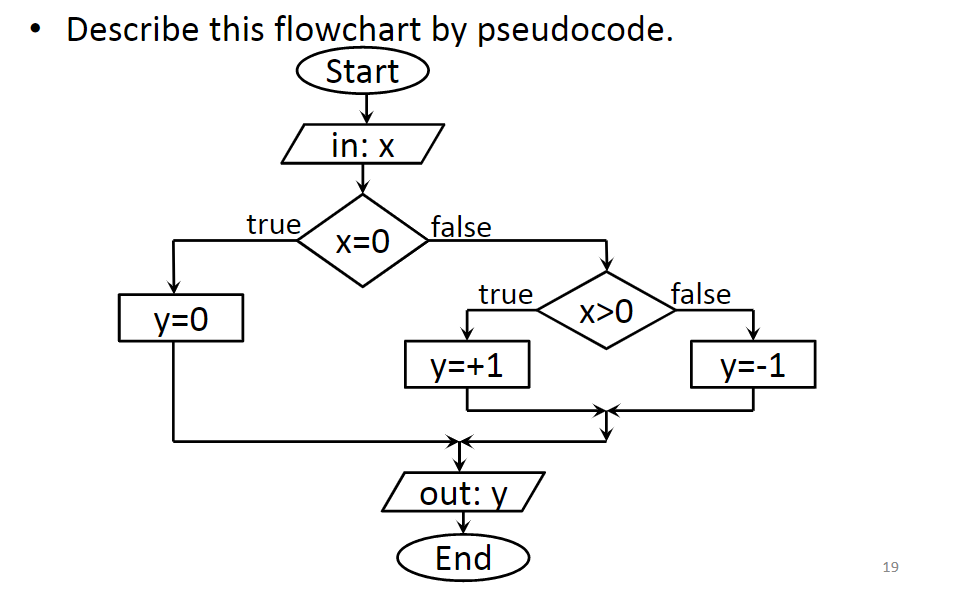 • Describe this flowchart by pseudocode.
Start
in: x
true
x=0
false
y=0
true
x>0
false
y=+1
y=-1
out: y
End
19